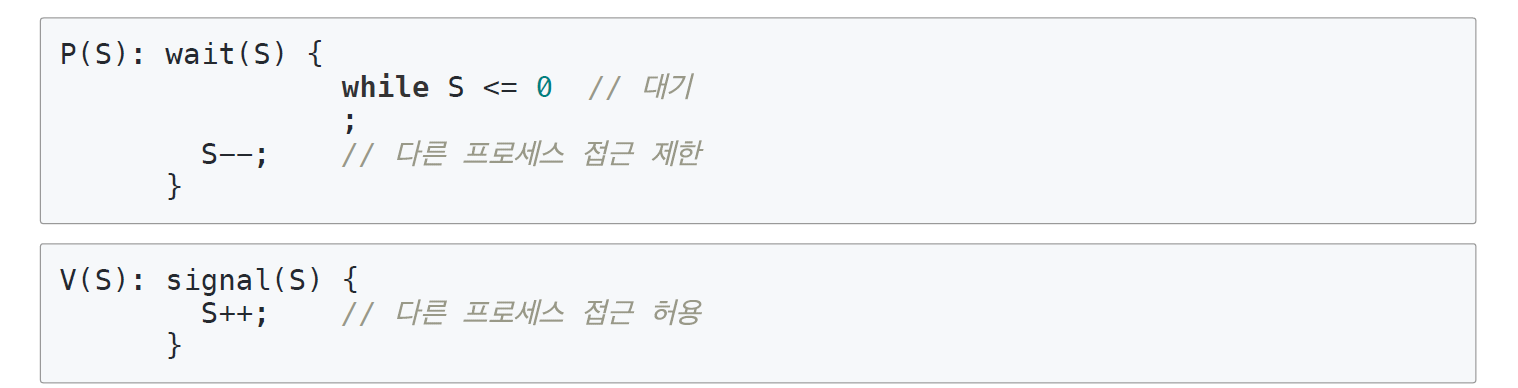 P(S): wait(S) {
while S <= 0 // 대기
;
S--; // 다른 프로세스 접근 제한
}
V(S): signal(S) {
S++; // 다른 프로세스 접근 허용
}